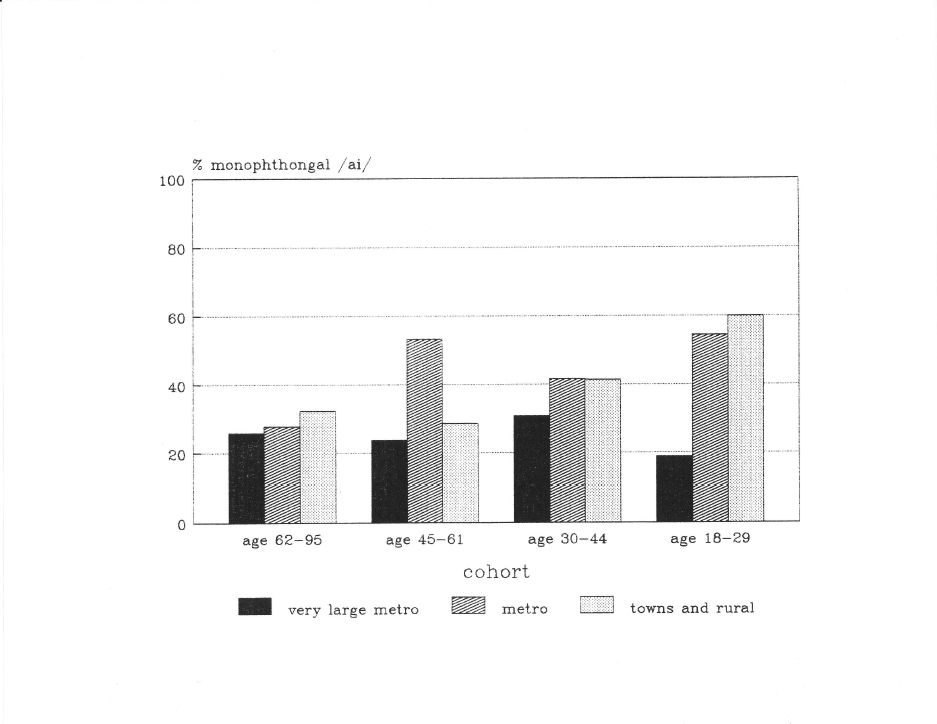 % monophthongal /ai/
100
80
60
40
20
0
age 62-95 age 45-61 age 30-44 age 18-29
cohort
very large metro metro towns and rural